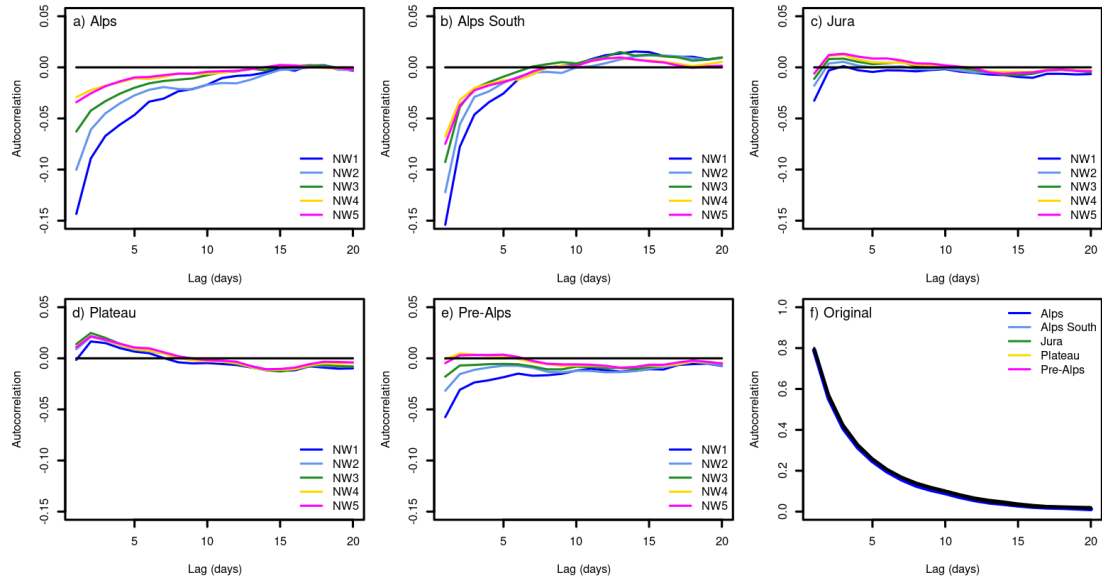 a) Alps
Autocorrelation
0.05
0.00
-0.05
-0.10
-0.15
NW1
NW2
NW3
NW4
NW5
5
10
15
20
Lag (days)
b) Alps South
Autocorrelation
0.05
0.00
-0.05
-0.10
-0.15
NW1
NW2
NW3
NW4
NW5
5
10
15
20
Lag (days)
c) Jura
Autocorrelation
0.05
0.00
-0.05
-0.10
-0.15
NW1
NW2
NW3
NW4
NW5
5
10
15
20
Lag (days)
d) Plateau
Autocorrelation
0.05
0.00
-0.05
-0.10
-0.15
NW1
NW2
NW3
NW4
NW5
5
10
15
20
Lag (days)
e) Pre-Alps
Autocorrelation
0.05
0.00
-0.05
-0.10
-0.15
NW1
NW2
NW3
NW4
NW5
5
10
15
20
Lag (days)
f) Original
Autocorrelation
1.0
0.8
0.6
0.4
0.2
0.0
Alps
Alps South
Jura
Plateau
Pre-Alps
5
10
15
20
Lag (days)